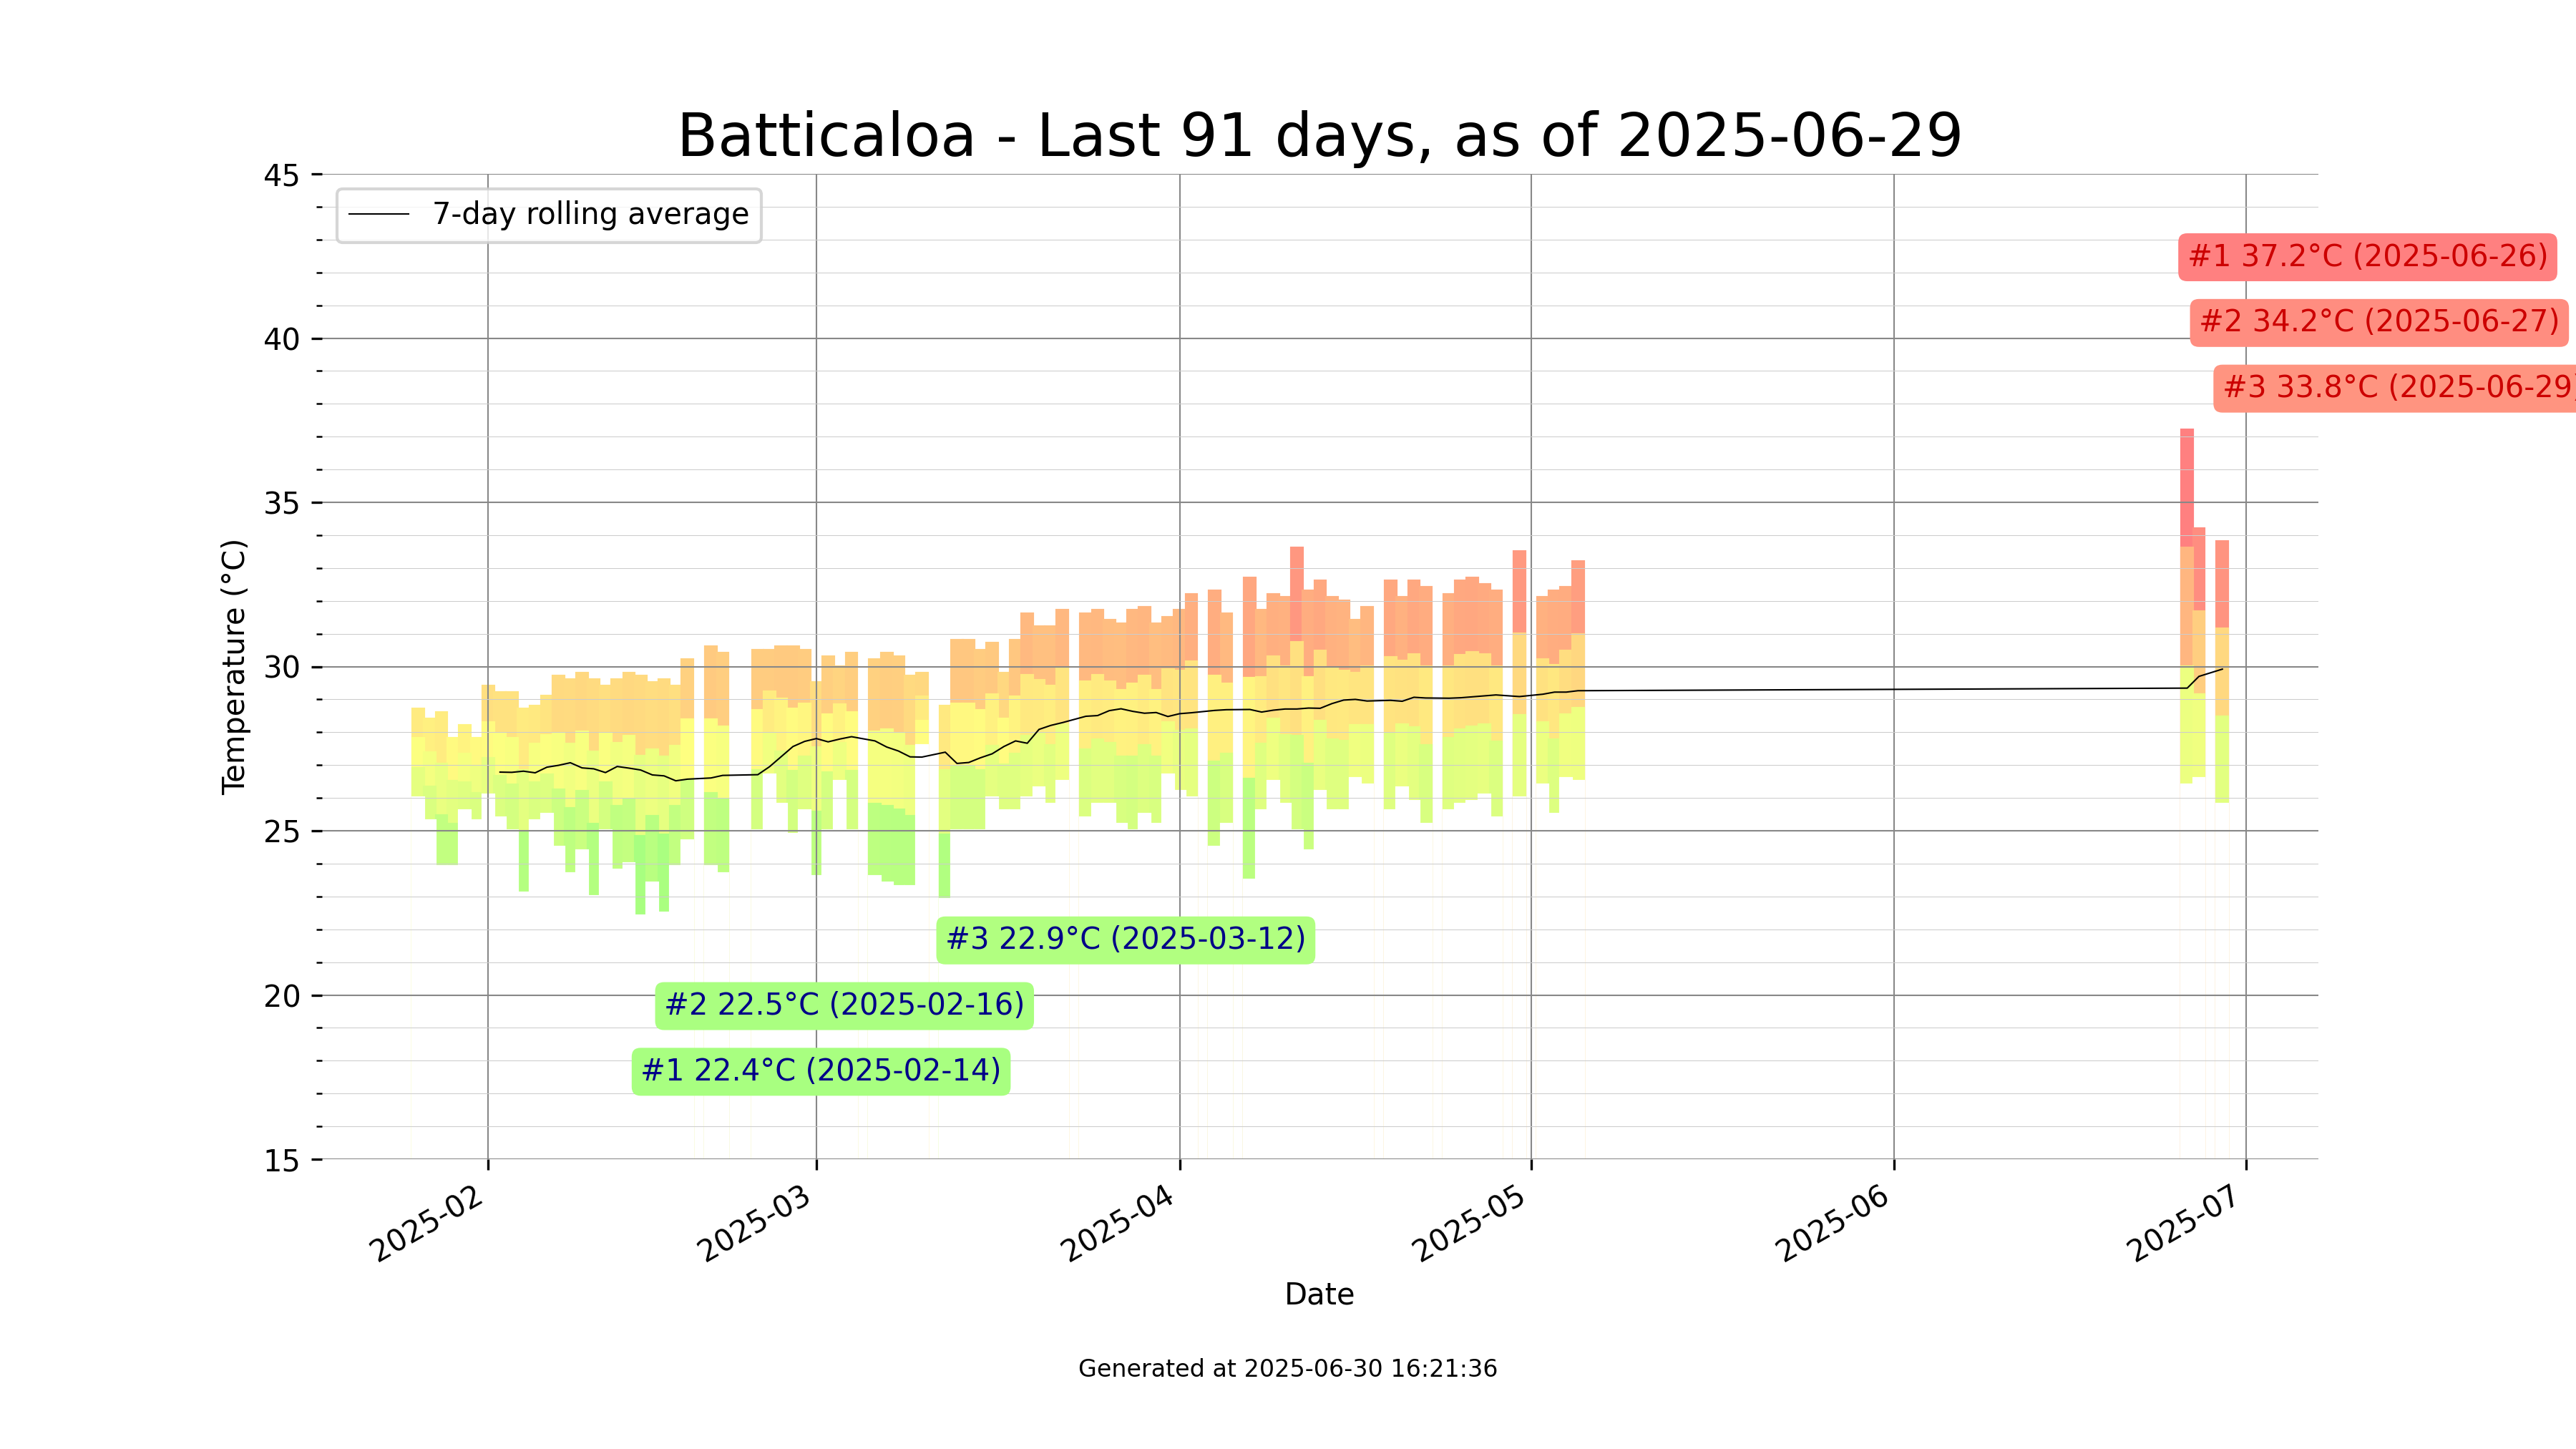 Batticaloa - Last 91 days, as of 2025-06-29
45
7-day rolling average
#1 37.2°C (2025-06-26)
40
#2 34.2°C (2025-06-27)
#3 33.8°C (2025-06-29)
35
Temperature (°C)
30
25
#3 22.9°C (2025-03-12)
20
#2 22.5°C (2025-02-16)
#1 22.4°C (2025-02-14)
15
2025-02
2025-03
2025-04
2025-05
2025-06
2025-07
Date
Generated at 2025-06-30 16:21:36